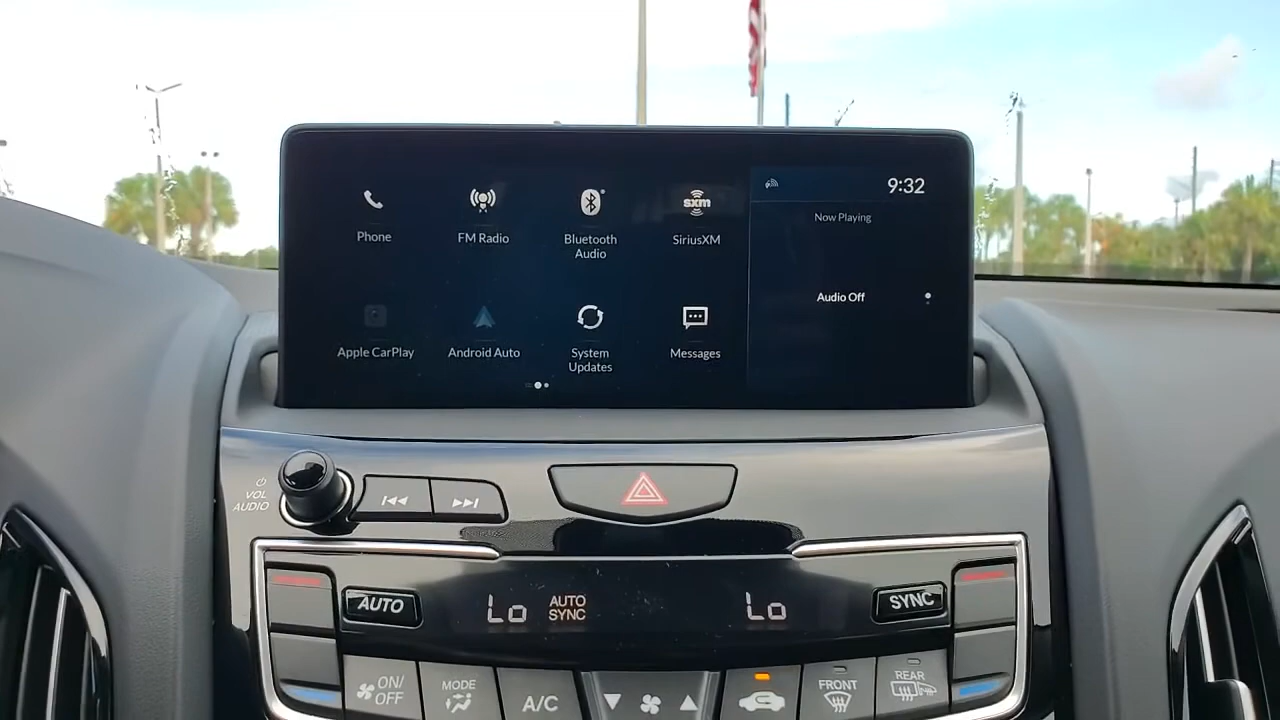 Phone
FM Radio
Bluetooth
Audio
sxm
SiriusXM
9:32
Now Playing
Audio Off
Apple CarPlay
Android Auto
System
Updates
Messages
VOL
AUDIO
AUTO
Lo
AUTO
SYNC
Lo
SYNC
ON/
OFF
MODE
A/C
FRONT
REAR